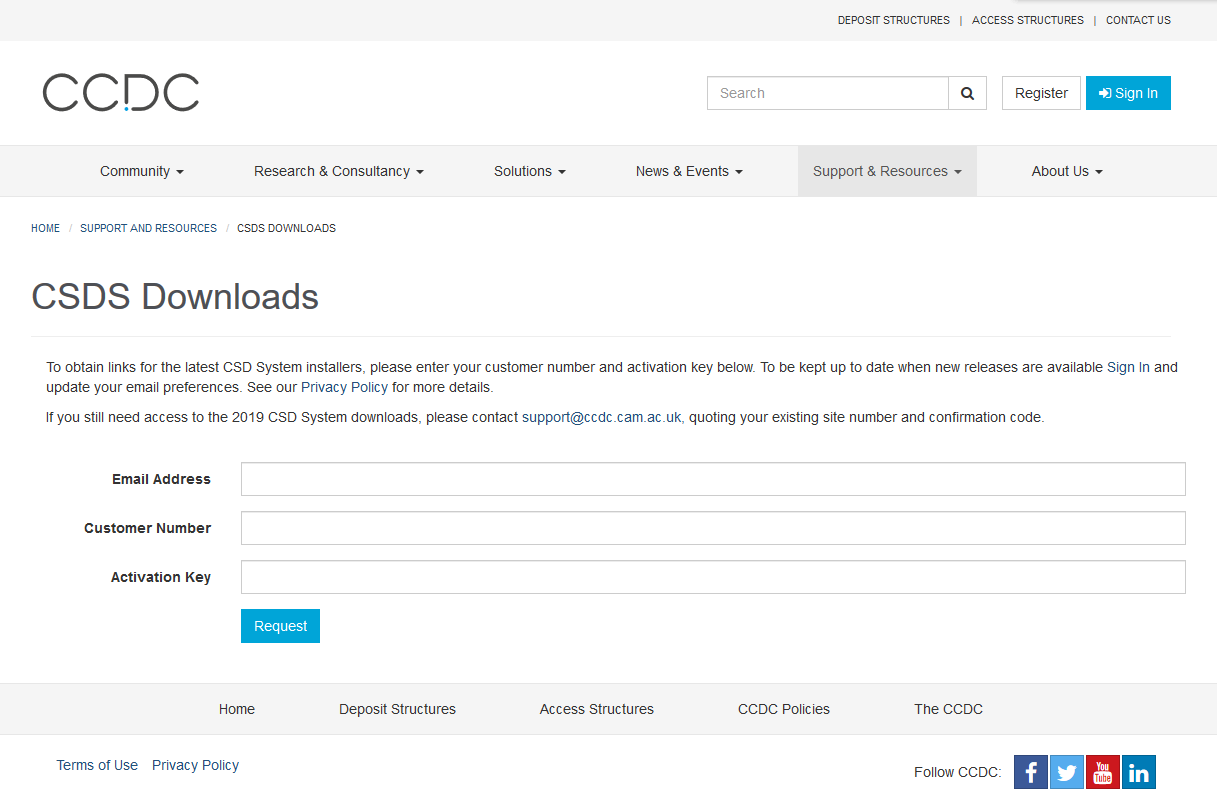 DEPOSIT STRUCTURES | ACCESS STRUCTURES | CONTACT US
CCDC
Search
Register
Sign In
Community
Research & Consultancy
Solutions
News & Events
Support & Resources
About Us
HOME / SUPPORT AND RESOURCES / CSDS DOWNLOADS
CSDS Downloads
To obtain links for the latest CSD System installers, please enter your customer number and activation key below. To be kept up to date when new releases are available Sign In and
update your email preferences. See our Privacy Policy for more details.
If you still need access to the 2019 CSD System downloads, please contact support@ccdc.cam.ac.uk, quoting your existing site number and confirmation code.
Email Address
Customer Number
Activation Key
Request
Home
Deposit Structures
Access Structures
CCDC Policies
The CCDC
Terms of Use
Privacy Policy
Follow CCDC:
f
You
Tube
in